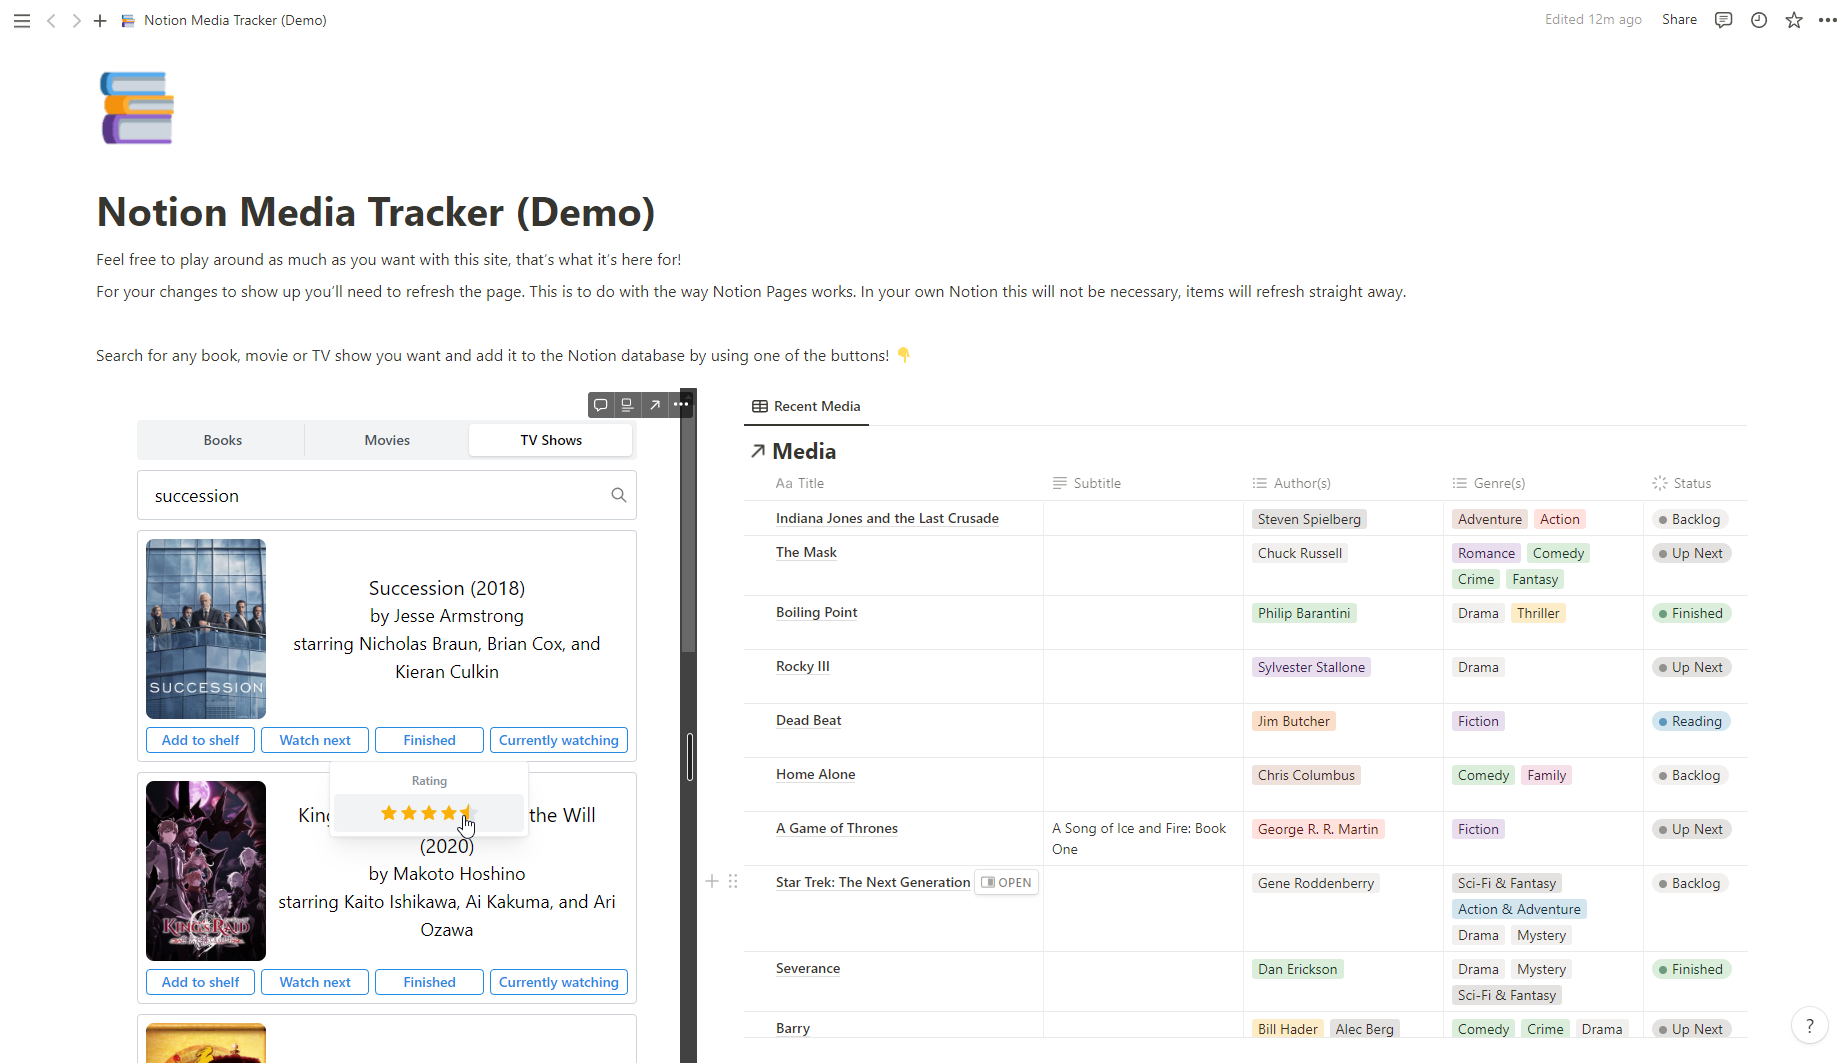 Notion Media Tracker (Demo)
Edited 12m ago
Share
Notion Media Tracker (Demo)
Feel free to play around as much as you want with this site, that's what it's here for!
For your changes to show up you'll need to refresh the page. This is to do with the way Notion Pages works. In your own Notion this will not be necessary, items will refresh straight away.
Search for any book, movie or TV show you want and add it to the Notion database by using one of the buttons! 👇
Books Movies TV Shows
succession
SUCCESSION
Succession (2018)
by Jesse Armstrong
starring Nicholas Braun, Brian Cox, and
Kieran Culkin
Add to shelf Watch next Finished Currently watching
Rating
the Will
(2020)
by Makoto Hoshino
starring Kaito Ishikawa, Ai Kakuma, and Ari
Ozawa
KING'S RAID
Add to shelf Watch next Finished Currently watching
Recent Media
Media
Aa Title Subtitle Author(s) Genre(s) Status
Indiana Jones and the Last Crusade Steven Spielberg Adventure Action Backlog
The Mask Chuck Russell Romance Comedy Up Next
Crime Fantasy
Boiling Point Philip Barantini Drama Thriller Finished
Rocky III Sylvester Stallone Drama Up Next
Dead Beat Jim Butcher Fiction Reading
Home Alone Chris Columbus Comedy Family Backlog
A Game of Thrones A Song of Ice and Fire: Book George R. R. Martin Fiction Up Next
One
Star Trek: The Next Generation OPEN Gene Roddenberry Sci-Fi & Fantasy Backlog
Action & Adventure
Drama Mystery
Severance Dan Erickson Drama Mystery Finished
Sci-Fi & Fantasy
Barry Bill Hader Alec Berg Comedy Crime Drama Up Next
?